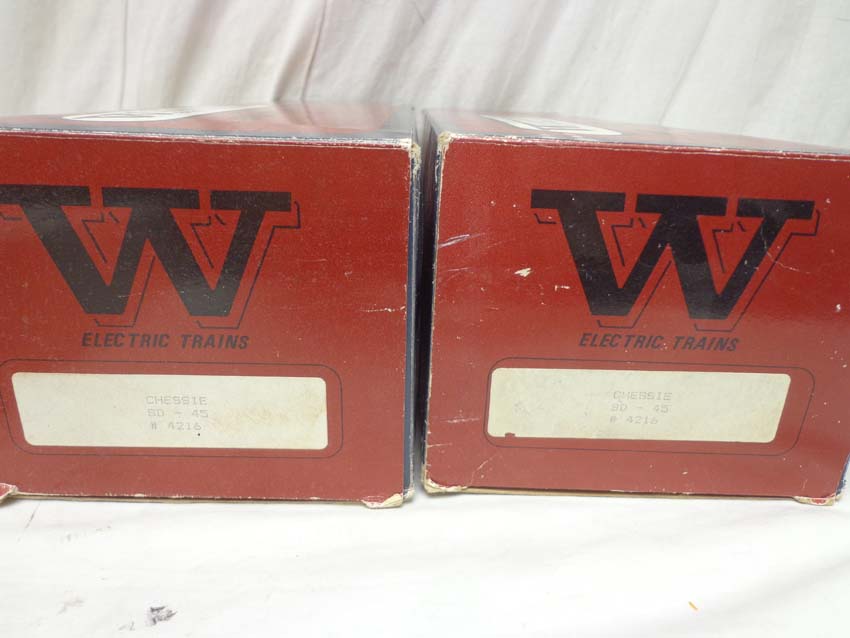 W
ELECTRIC TRAINS
CHESSIE
SD - 45
# 4216
W
ELECTRIC TRAINS
CHESSIE
SD - 45
# 4216